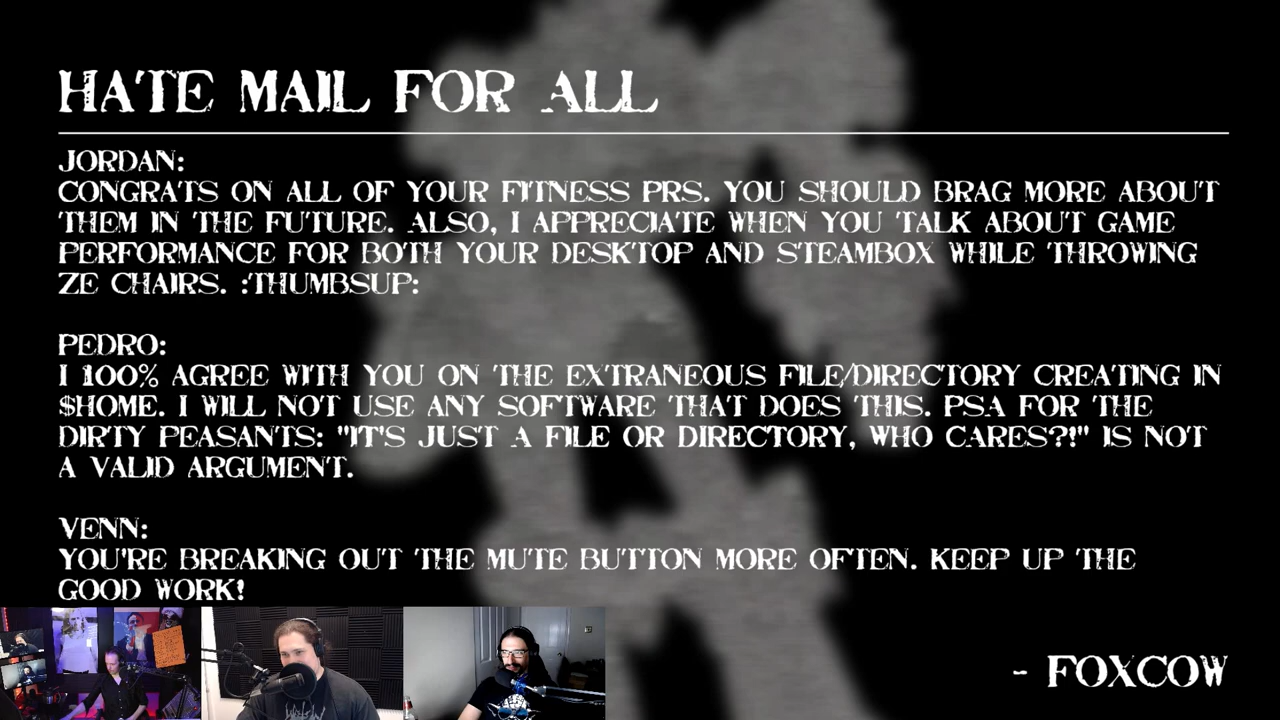 HATE MAIL FOR ALL
JORDAN:
CONGRATS ON ALL OF YOUR FITNESS PRS. YOU SHOULD BRAG MORE ABOUT
THEM IN THE FUTURE. ALSO, I APPRECIATE WHEN YOU TALK ABOUT GAME
PERFORMANCE FOR BOTH YOUR DESKTOP AND STEAMBOX WHILE THROWING
ZE CHAIRS. :THUMBSUP:
PEDRO:
I 100% AGREE WITH YOU ON THE EXTRANEOUS FILE/DIRECTORY CREATING IN
$HOME. I WILL NOT USE ANY SOFTWARE THAT DOES THIS. PSA FOR THE
DIRTY PEASANTS: "IT'S JUST A FILE OR DIRECTORY, WHO CARES?!" IS NOT
A VALID ARGUMENT.
VENN:
YOU'RE BREAKING OUT THE MUTE BUTTON MORE OFTEN. KEEP UP THE
GOOD WORK!
- FOXCOW